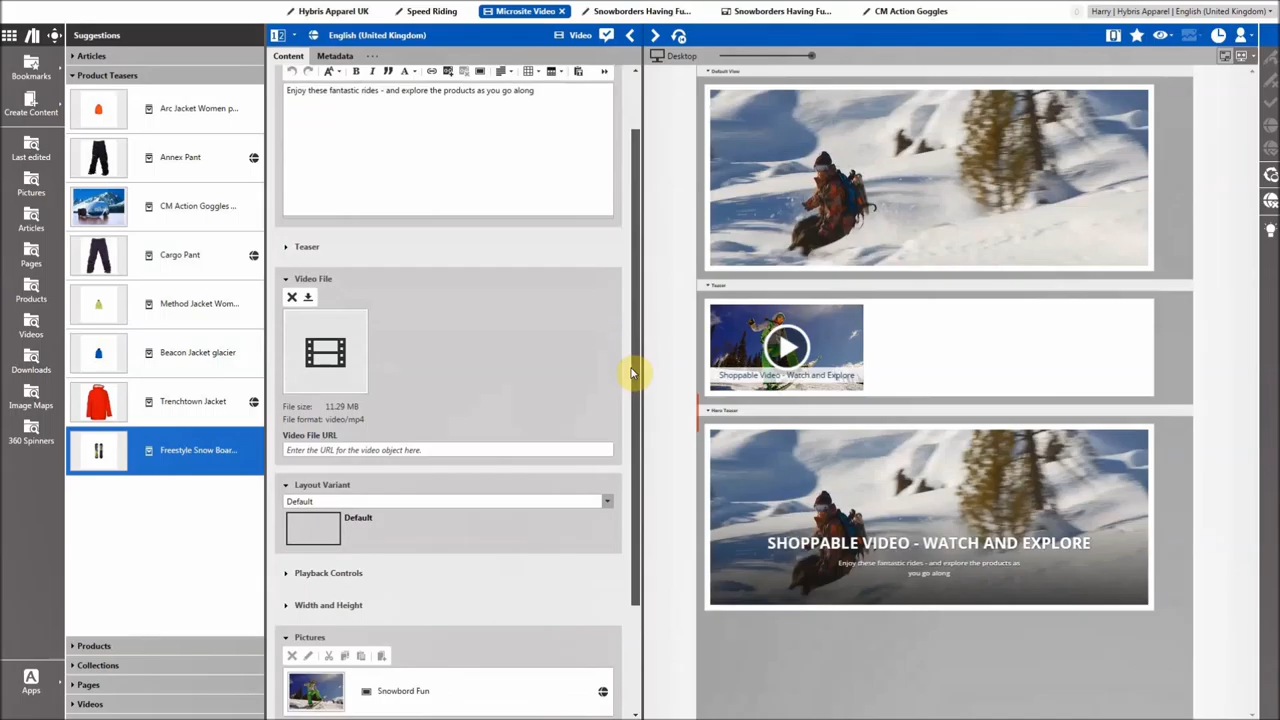 Hybris Apparel UK
Speed Riding
Microsite Video
Snowborders Having Fu...
Snowborders Having Fu...
CM Action Goggles
Harry | Hybris Apparel | English (United Kingdom)
Suggestions
English (United Kingdom)
Video
Bookmarks
Create Content
Last edited
Pictures
Articles
Pages
Products
Videos
Downloads
Image Maps
360 Spinners
Apps
Articles
Product Teasers
Arc Jacket Women p...
Annex Pant
CM Action Goggles ...
Cargo Pant
Method Jacket Wom...
Beacon Jacket glacier
Trenchtown Jacket
Freestyle Snow Boar...
Products
Collections
Pages
Videos
Content
Metadata
Enjoy these fantastic rides - and explore the products as you go along
Teaser
Video File
File size: 11.29 MB
File format: video/mp4
Video File URL
Enter the URL for the video object here.
Layout Variant
Default
Default
Playback Controls
Width and Height
Pictures
Snowbord Fun
Desktop
Default View
Teaser
Shoppable Video - Watch and Explore
Hero Teaser
SHOPPABLE VIDEO - WATCH AND EXPLORE
Enjoy these fantastic rides - and explore the products as
you go along